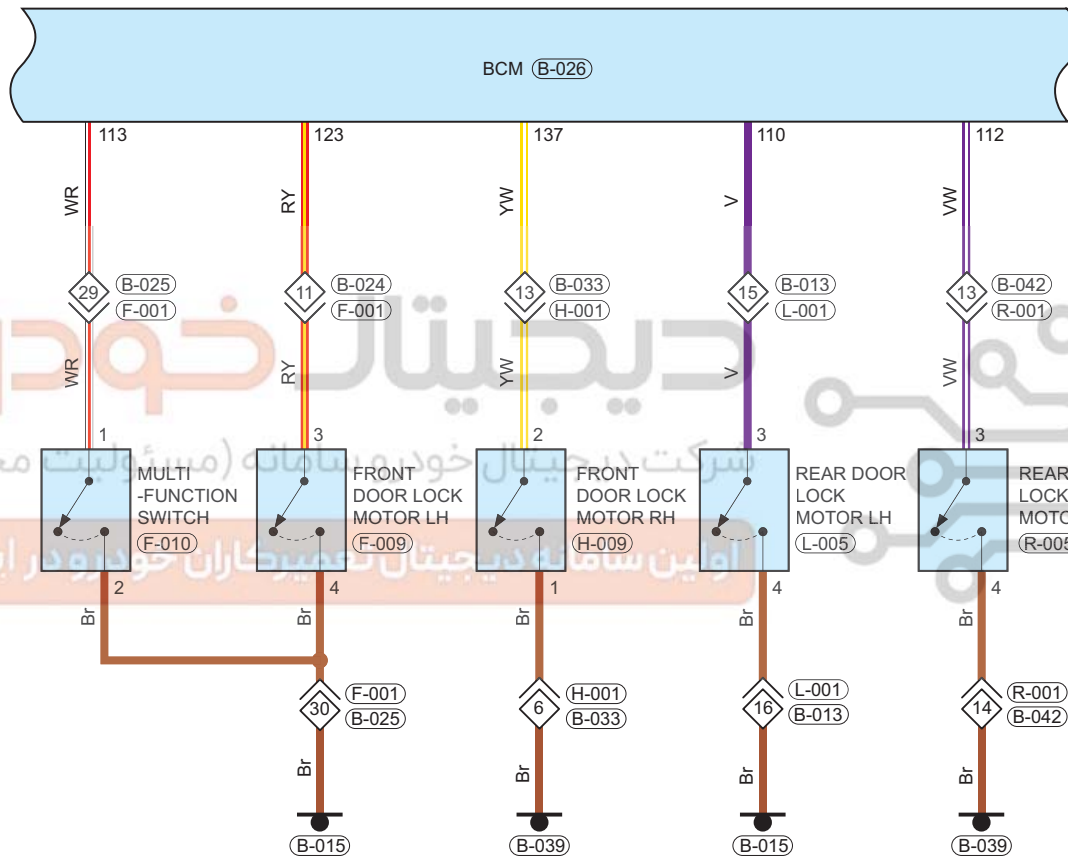 BCM B-026
113
123
137
110
112
WR
RY
YW
V
VW
29 B-025
F-001
11 B-024
F-001
13 B-033
H-001
15 B-013
L-001
13 B-042
R-001
دیجیتال خودرو
WR
RY
YW
V
VW
شرکت دیجیتال خودرو سامانه (مسئولیت
1
3
2
3
3
MULTI
-FUNCTION
SWITCH
F-010
FRONT
DOOR LOCK
MOTOR LH
F-009
FRONT
DOOR LOCK
MOTOR RH
H-009
REAR DOOR
LOCK
MOTOR LH
L-005
REAR
LOCK
MOTO
R-005
اولین سامانه دیجیتال تعمیرکاران خودرو در
2
4
1
4
4
Br
Br
Br
Br
Br
30 F-001
B-025
6 H-001
B-033
16 L-001
B-013
14 R-001
B-042
Br
Br
Br
Br
B-015
B-039
B-015
B-039